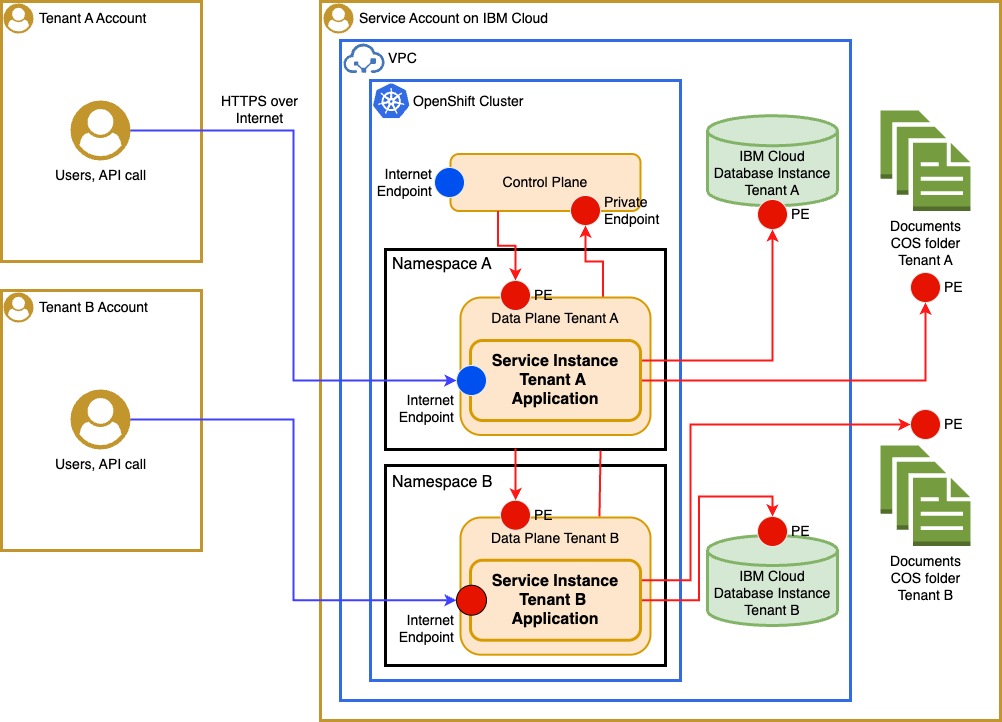 Tenant A Account
Users, API call
HTTPS over
Internet
Tenant B Account
Users, API call
Service Account on IBM Cloud
VPC
OpenShift Cluster
Internet
Endpoint
Control Plane
Private
Endpoint
Namespace A
PE
Data Plane Tenant A
Service Instance
Tenant A
Application
Internet
Endpoint
Namespace B
PE
Data Plane Tenant B
Service Instance
Tenant B
Application
Internet
Endpoint
IBM Cloud
Database Instance
Tenant A
PE
Documents
COS folder
Tenant A
PE
PE
Documents
COS folder
Tenant B
PE
IBM Cloud
Database Instance
Tenant B